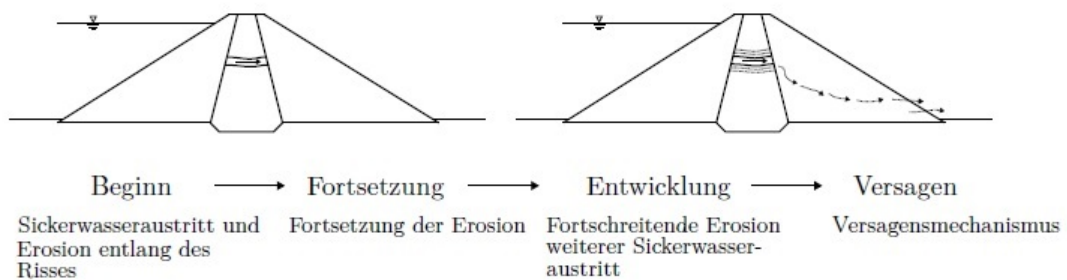 Beginn Fortsetzung Entwicklung Versagen
Sickerwasseraustritt und Fortsetzung der Erosion Fortschreitende Erosion Versagensmechanismus
Erosion entlang des weiterer Sickerwasser-
Risses austritt